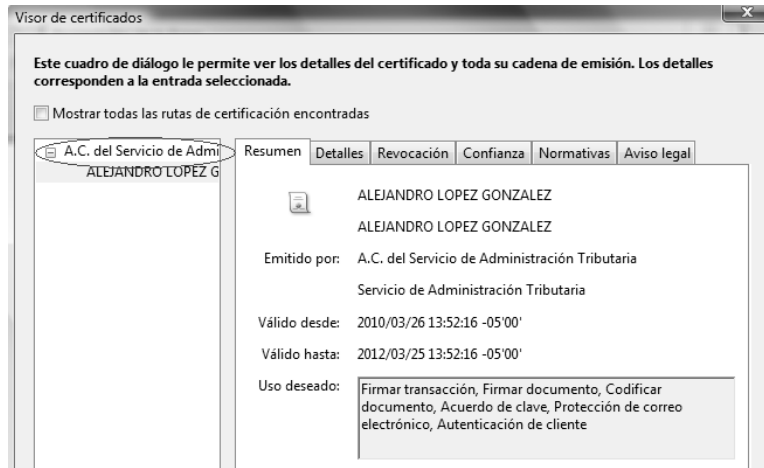 Visor de certificados
Este cuadro de diálogo le permite ver los detalles del certificado y toda su cadena de emisión. Los detalles
corresponden a la entrada seleccionada.
Mostrar todas las rutas de certificación encontradas
A.C. del Servicio de Admi
ALEJANDRO LOPEZ G
Resumen Detalles Revocación Confianza Normativas Aviso legal
ALEJANDRO LOPEZ GONZALEZ
ALEJANDRO LOPEZ GONZALEZ
Emitido por: A.C. del Servicio de Administración Tributaria
Servicio de Administración Tributaria
Válido desde: 2010/03/26 13:52:16 -05'00'
Válido hasta: 2012/03/25 13:52:16 -05'00'
Uso deseado: Firmar transacción, Firmar documento, Codificar
documento, Acuerdo de clave, Protección de correo
electrónico, Autenticación de cliente